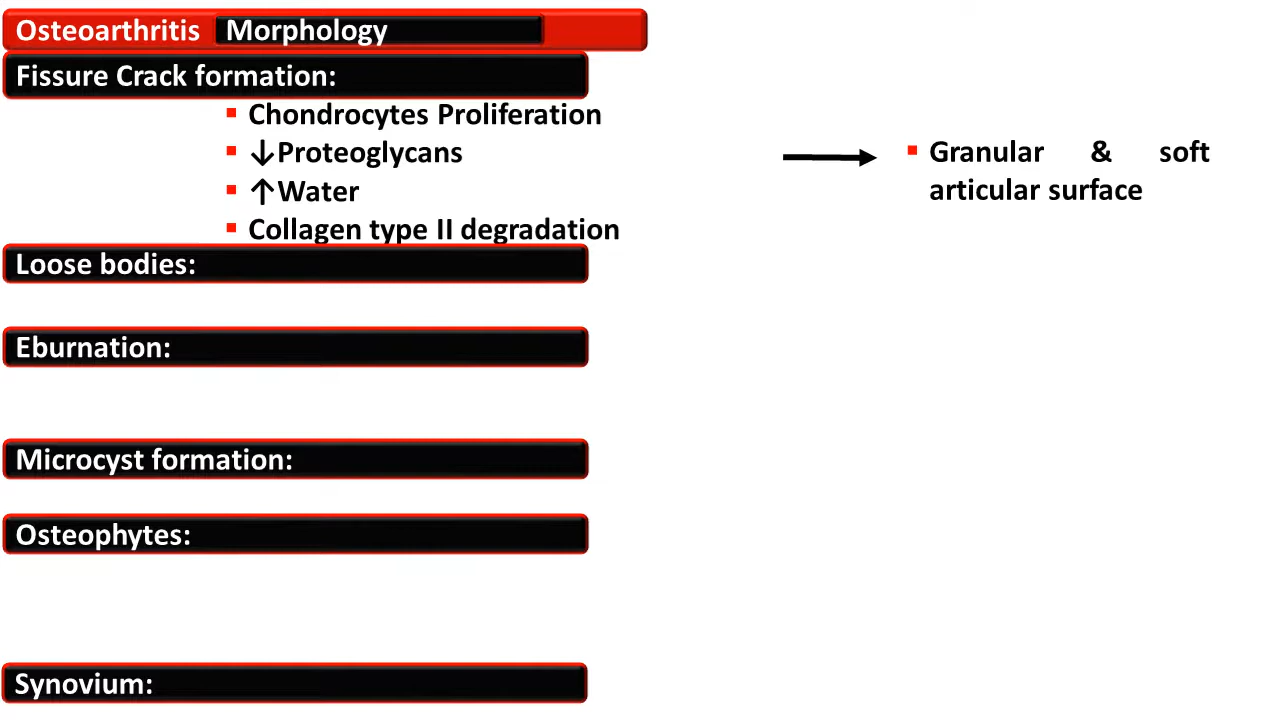 Osteoarthritis Morphology
Fissure Crack formation:
▪ Chondrocytes Proliferation
▪ ↓Proteoglycans
▪ ↑Water
▪ Collagen type II degradation
→ ▪ Granular & soft
articular surface
Loose bodies:
Eburnation:
Microcyst formation:
Osteophytes:
Synovium: